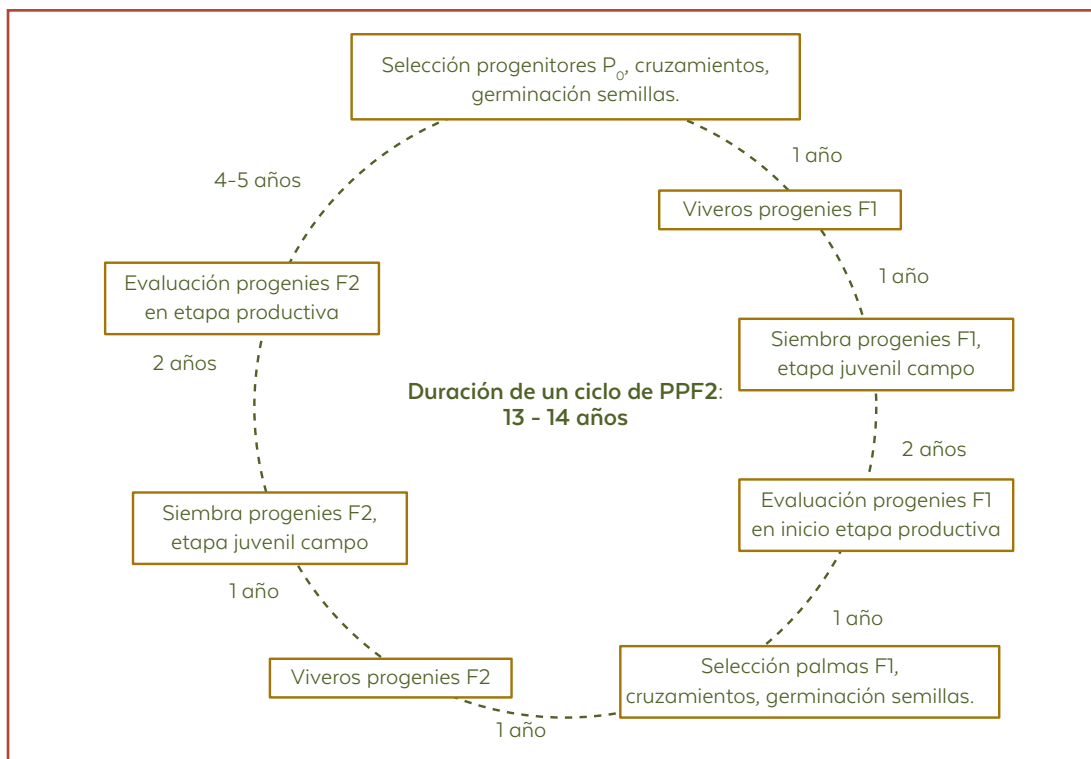 Selección progenitores P₀, cruzamientos,
germinación semillas.
1 año
Viveros progenies F1
1 año
Siembra progenies F1,
etapa juvenil campo
2 años
Evaluación progenies F1
en inicio etapa productiva
1 año
Selección palmas F1,
cruzamientos, germinación semillas.
1 año
Viveros progenies F2
1 año
Siembra progenies F2,
etapa juvenil campo
2 años
Evaluación progenies F2
en etapa productiva
4-5 años
Duración de un ciclo de PPF2:
13 - 14 años